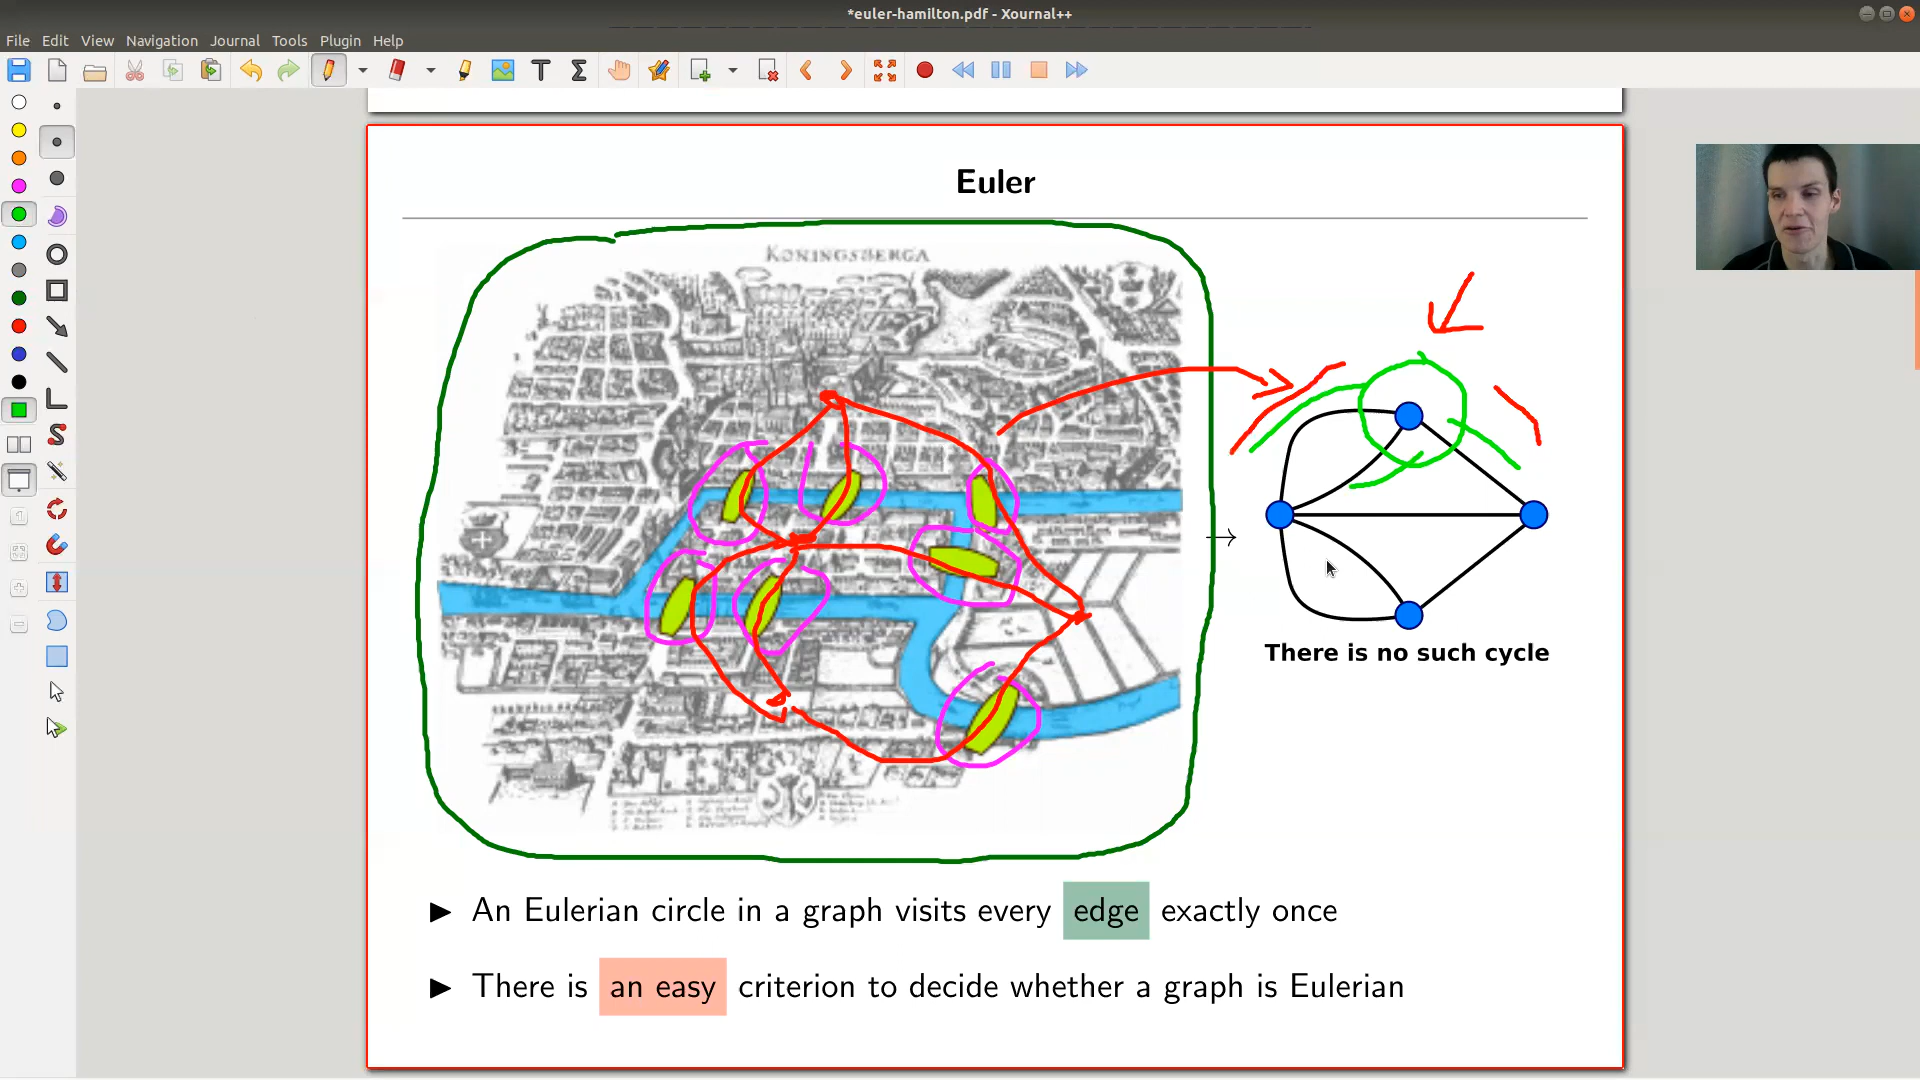 *euler-hamilton.pdf - Xournal++
File Edit View Navigation Journal Tools Plugin Help
Euler
KONINGSBERGA
There is no such cycle
▶ An Eulerian circle in a graph visits every edge exactly once
▶ There is an easy criterion to decide whether a graph is Eulerian